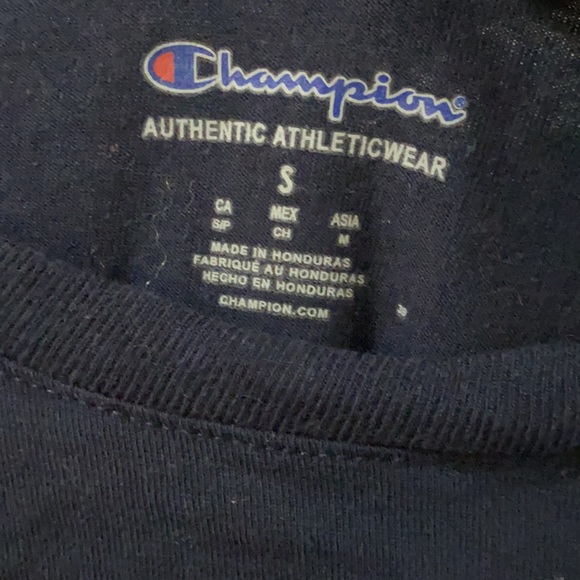 Champion®
AUTHENTIC ATHLETICWEAR
S
CA MEX ASIA
S/P CH M
MADE IN HONDURAS
FABRIQUÉ AU HONDURAS
HECHO EN HONDURAS
CHAMPION.COM